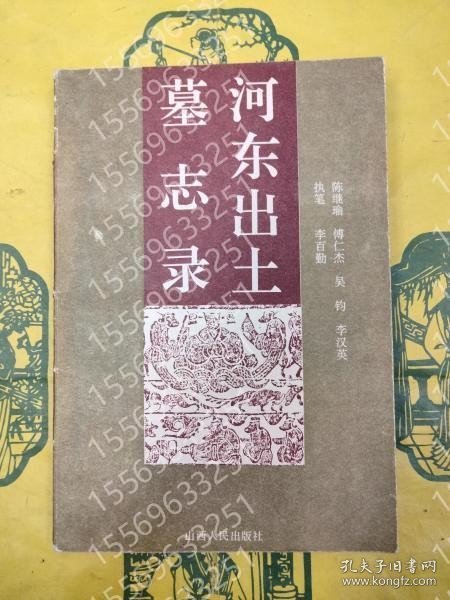 河东出土
墓志录
陈继瑜 傅仁杰 吴 钧 李汉英
执笔 李百勤
山西人民出版社
15569633251
孔夫子旧书网
www.kongfz.com